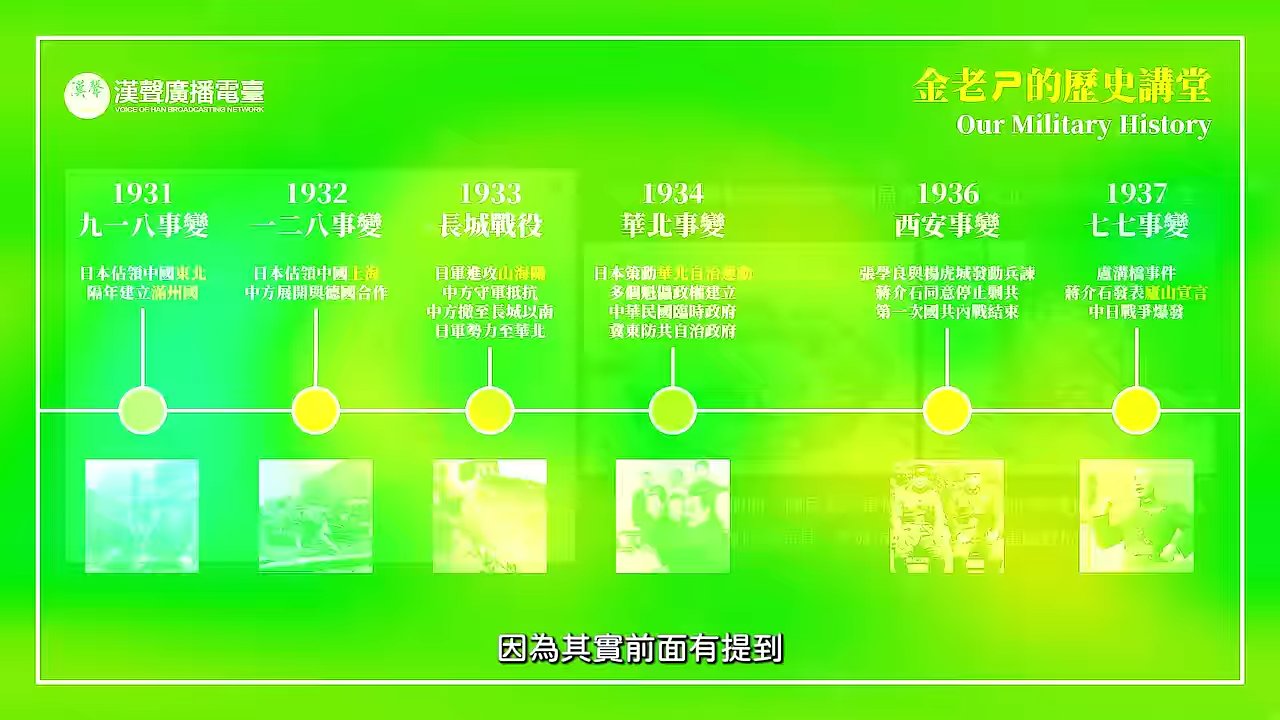 漢聲
漢聲廣播電臺
VOICE OF HAN BROADCASTING NETWORK
金老ㄕ的歷史講堂
Our Military History
1931
九一八事變
日本佔領中國東北
隔年建立滿州國
1932
一二八事變
日本佔領中國上海
中方展開與德國合作
1933
長城戰役
日軍進攻山海關
中方守軍抵抗
中方撤至長城以南
日軍勢力至華北
1934
華北事變
日本策動華北自治運動
多個魁儡政權建立
中華民國臨時政府
冀東防共自治政府
1936
西安事變
張學良與楊虎城發動兵諫
蔣介石同意停止剿共
第一次國共內戰結束
1937
七七事變
盧溝橋事件
蔣介石發表廬山宣言
中日戰爭爆發
因為其實前面有提到